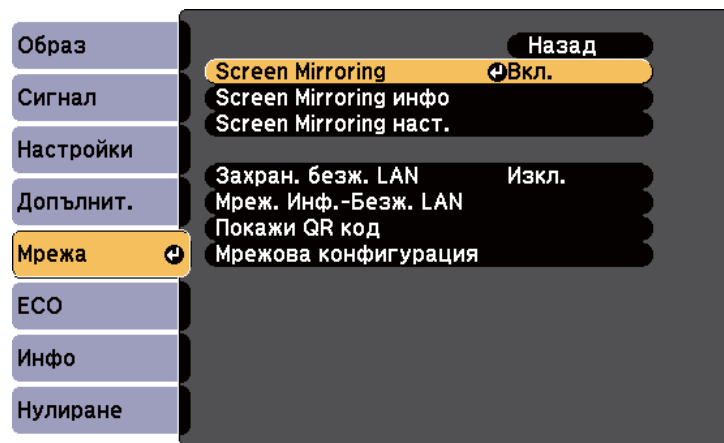 Образ
Сигнал
Настройки
Допълнит.
Мрежа
ECO
Инфо
Нулиране
Назад
Screen Mirroring Вкл.
Screen Mirroring инфо
Screen Mirroring наст.
Захран. безж. LAN Изкл.
Мреж. Инф.-Безж. LAN
Покажи QR код
Мрежова конфигурация